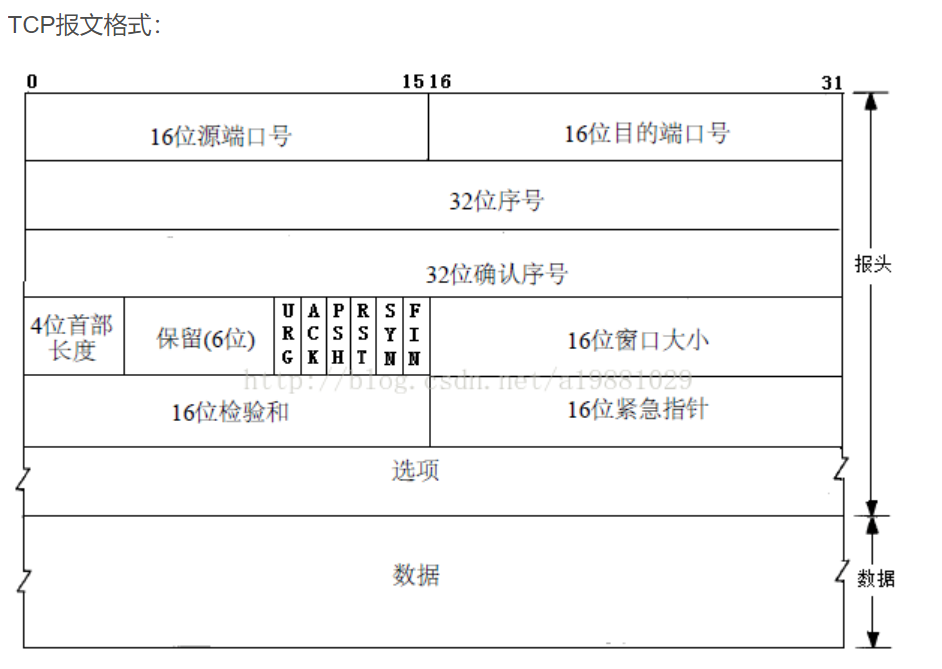 TCP报文格式：
0 15 16 31
16位源端口号 16位目的端口号
32位序号
32位确认序号
报头
4位首部
长度
保留(6位)
URG
ACK
PSH
RST
SYN
FIN
16位窗口大小
http://blog.csdn.net/a19881029
16位检验和 16位紧急指针
选项
数据
数据